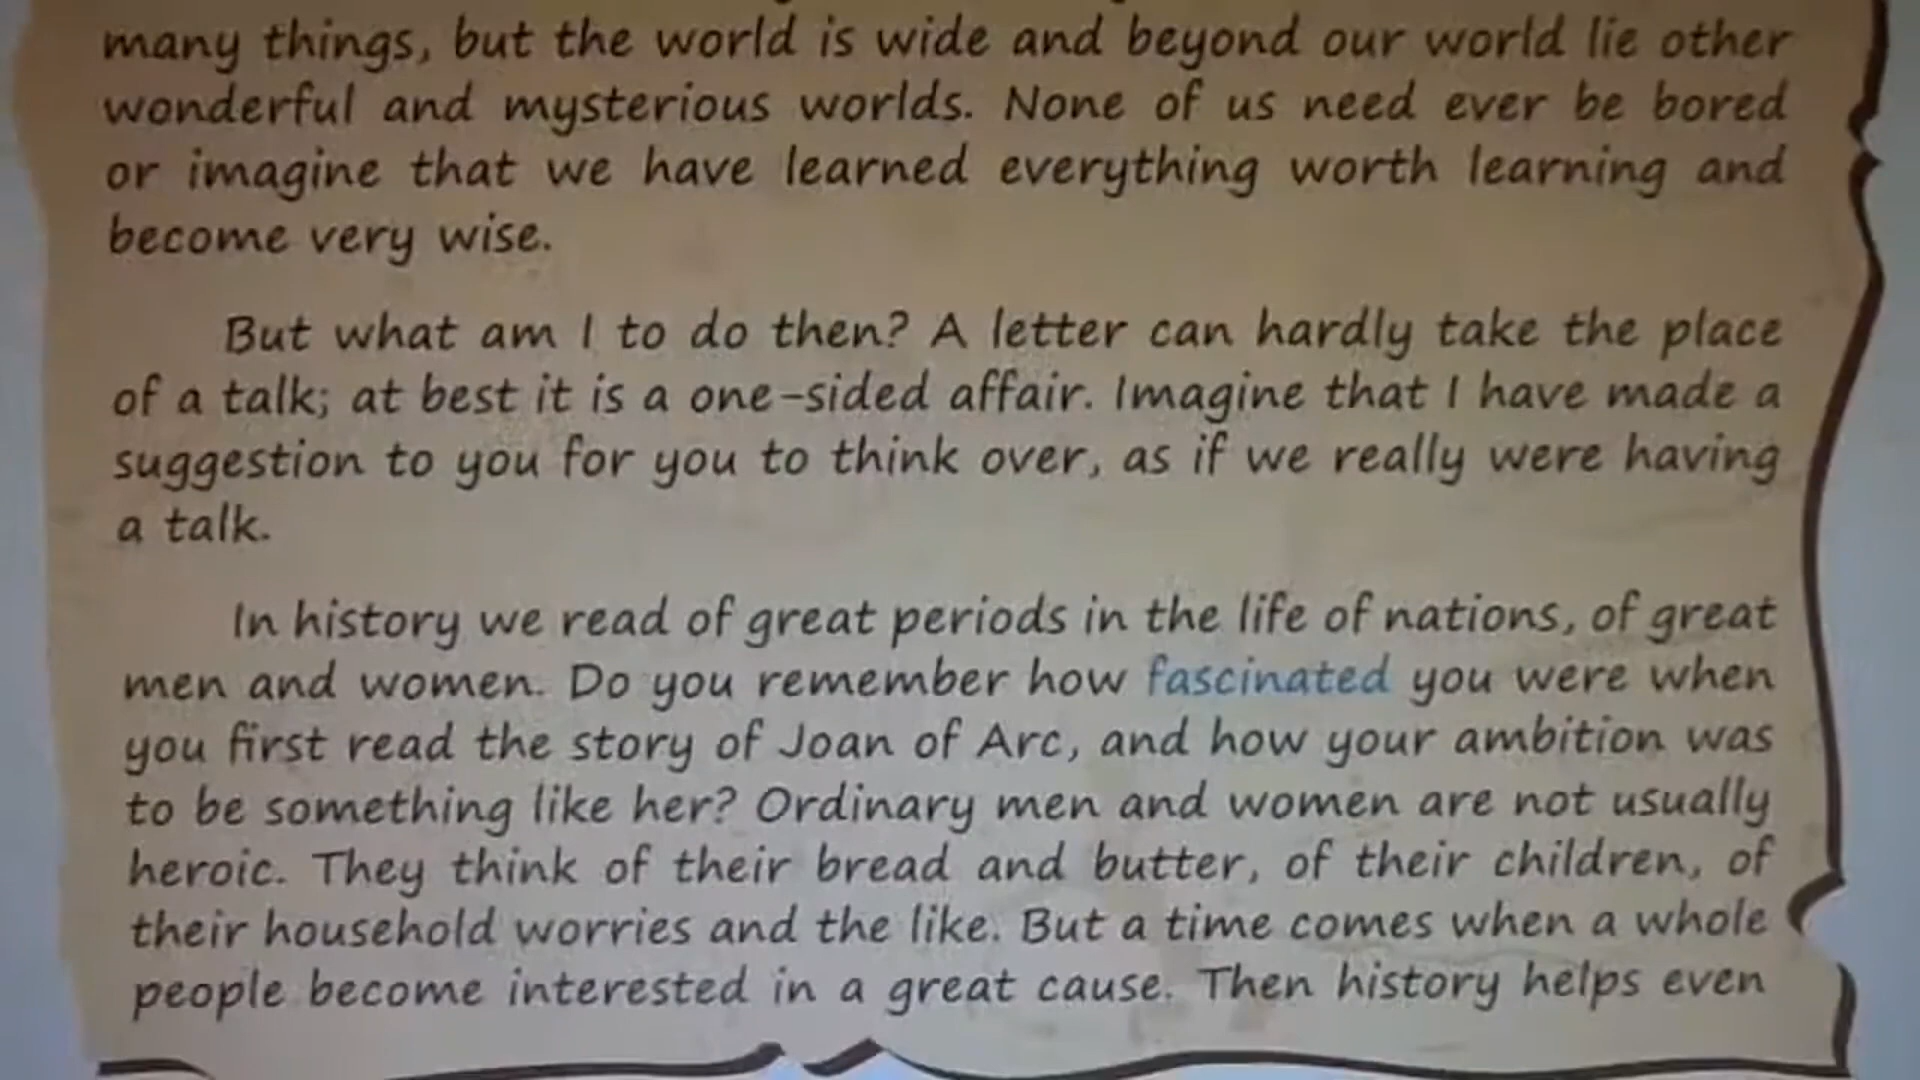 many things, but the world is wide and beyond our world lie other
wonderful and mysterious worlds. None of us need ever be bored
or imagine that we have learned everything worth learning and
become very wise.
But what am I to do then? A letter can hardly take the place
of a talk; at best it is a one-sided affair. Imagine that I have made a
suggestion to you for you to think over, as if we really were having
a talk.
In history we read of great periods in the life of nations, of great
men and women. Do you remember how fascinated you were when
you first read the story of Joan of Arc, and how your ambition was
to be something like her? Ordinary men and women are not usually
heroic. They think of their bread and butter, of their children, of
their household worries and the like. But a time comes when a whole
people become interested in a great cause. Then history helps even